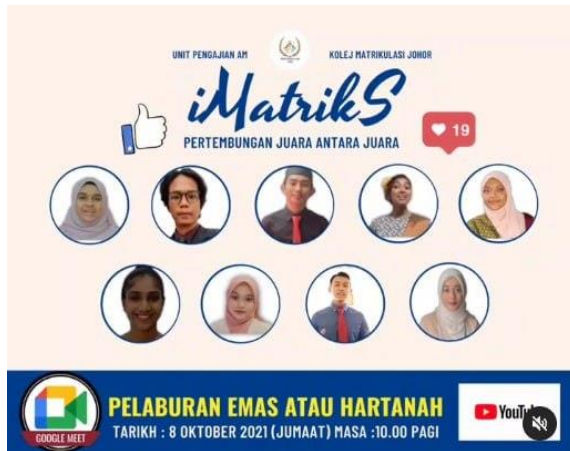 UNIT PENGAJIAN AM
KOLEJ MATRIKULASI JOHOR
iMatrikS
PERTEMBUNGAN JUARA ANTARA JUARA
19
PELABURAN EMAS ATAU HARTANAH
TARIKH : 8 OKTOBER 2021 (JUMAAT) MASA :10.00 PAGI
GOOGLE MEET